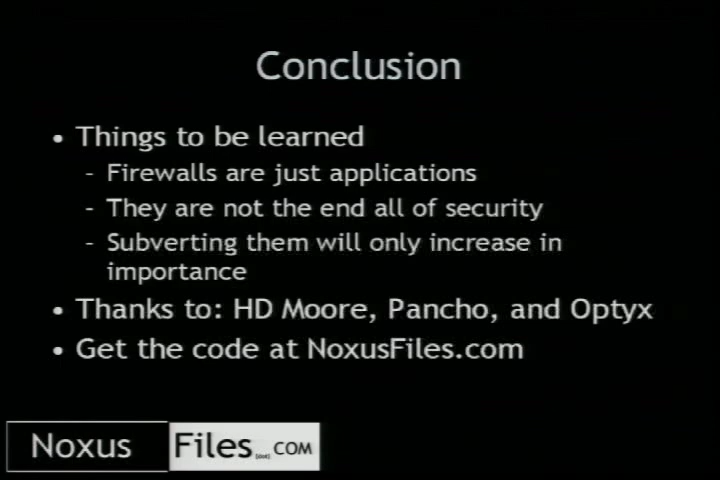 Conclusion
• Things to be learned
- Firewalls are just applications
- They are not the end all of security
- Subverting them will only increase in
importance
• Thanks to: HD Moore, Pancho, and Optyx
• Get the code at NoxusFiles.com
Noxus Files [dot] COM